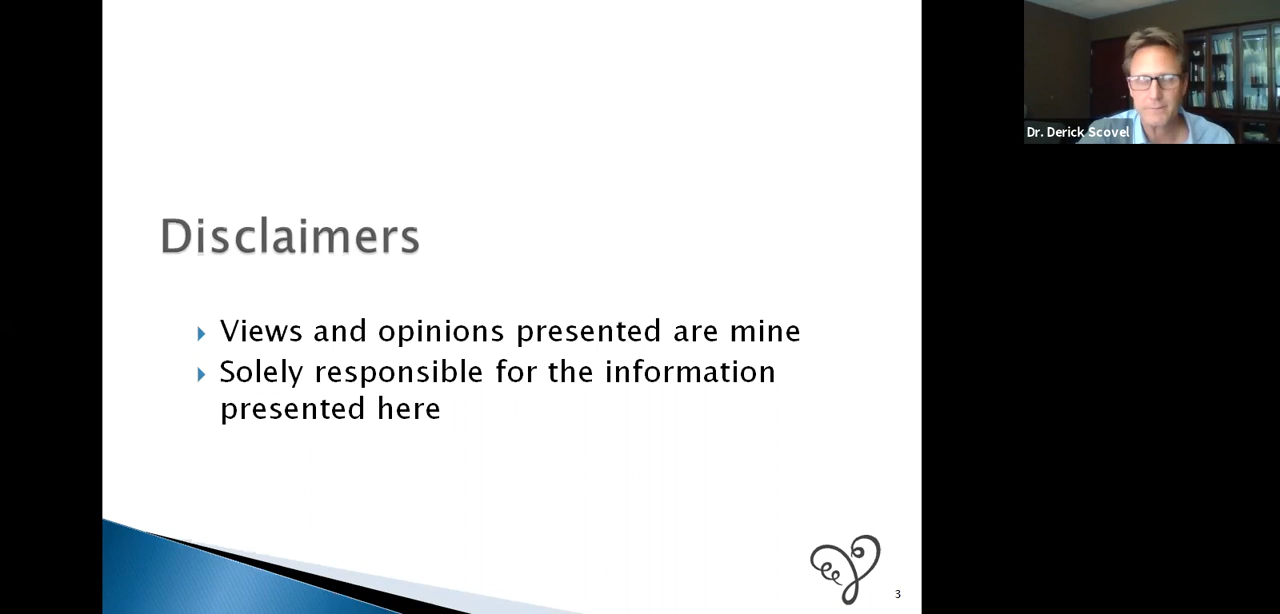 Disclaimers
Views and opinions presented are mine
Solely responsible for the information
presented here
3
Dr. Derick Scovel